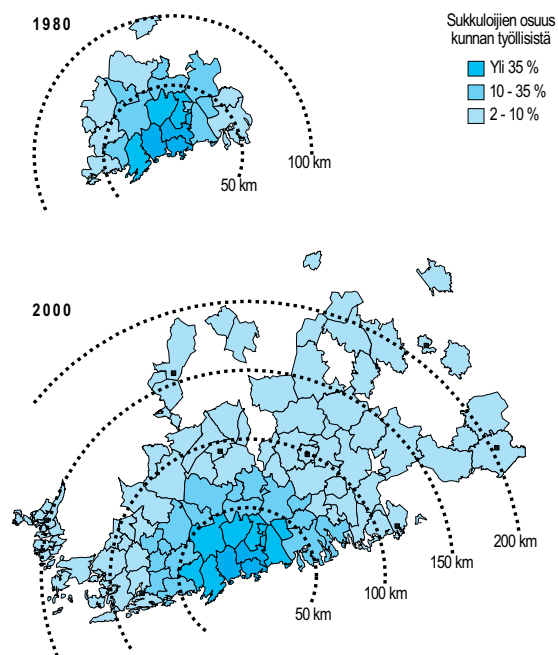 1980
Sukkuloijien osuus
kunnan työllisistä
Yli 35 %
10 - 35 %
2 - 10 %
100 km
50 km
2000
200 km
150 km
100 km
50 km